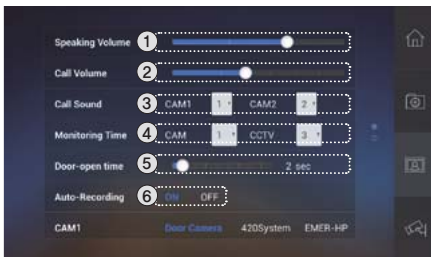 Speaking Volume ①
Call Volume ②
Call Sound ③ CAM1 1 CAM2 2
Monitoring Time ④ CAM 1 CCTV 3
Door-open time ⑤ 2 sec
Auto-Recording ⑥ ON OFF
CAM1 Door Camera 420System EMER-HP